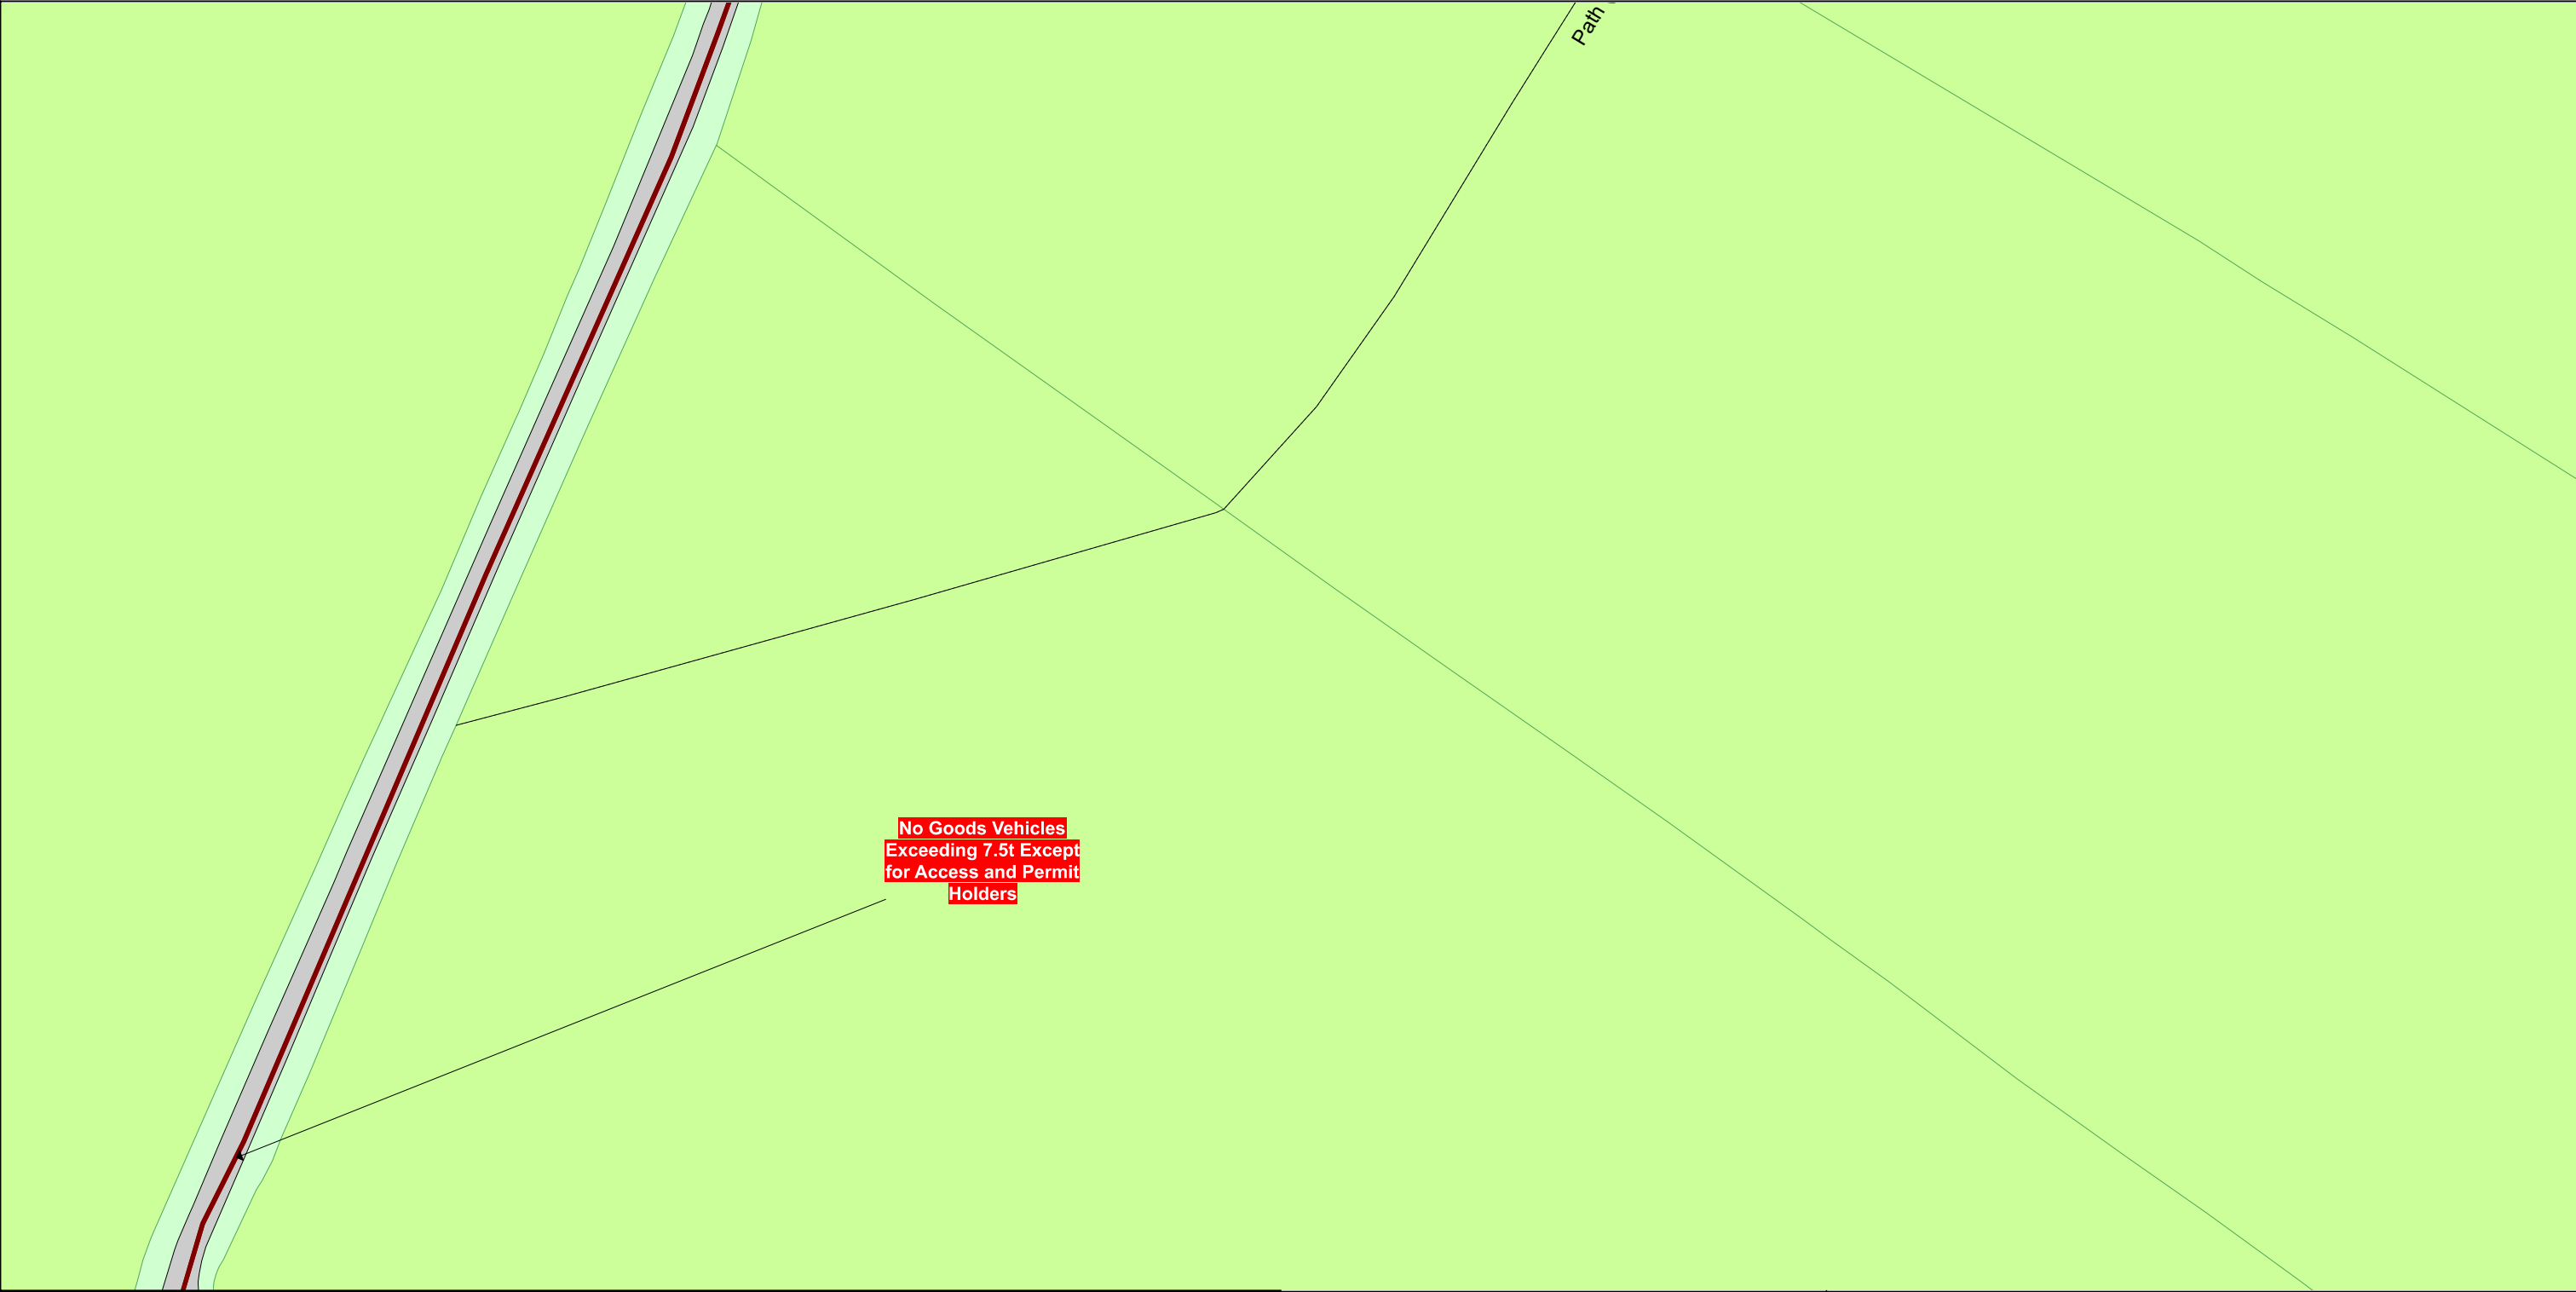 Path
No Goods Vehicles
Exceeding 7.5t Except
for Access and Permit
Holders